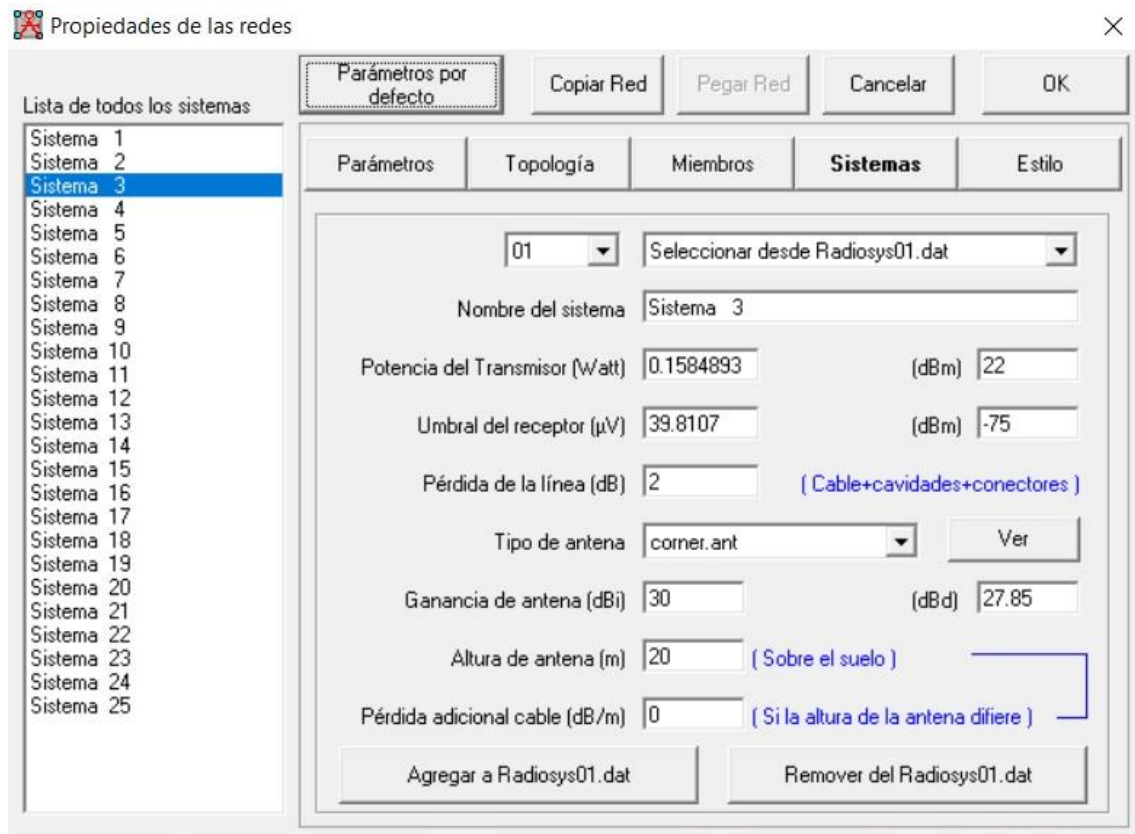 Propiedades de las redes
Lista de todos los sistemas
Sistema 1
Sistema 2
Sistema 3
Sistema 4
Sistema 5
Sistema 6
Sistema 7
Sistema 8
Sistema 9
Sistema 10
Sistema 11
Sistema 12
Sistema 13
Sistema 14
Sistema 15
Sistema 16
Sistema 17
Sistema 18
Sistema 19
Sistema 20
Sistema 21
Sistema 22
Sistema 23
Sistema 24
Sistema 25
Parámetros por
defecto
Copiar Red
Pegar Red
Cancelar
OK
Parámetros
Topología
Miembros
Sistemas
Estilo
01 Seleccionar desde Radiosys01.dat
Nombre del sistema Sistema 3
Potencia del Transmisor (Watt) 0.1584893 (dBm) 22
Umbral del receptor (µV) 39.8107 (dBm) -75
Pérdida de la línea (dB) 2 ( Cable+cavidades+conectores )
Tipo de antena corner.ant Ver
Ganancia de antena (dBi) 30 (dBd) 27.85
Altura de antena (m) 20 ( Sobre el suelo )
Pérdida adicional cable (dB/m) 0 ( Si la altura de la antena difiere )
Agregar a Radiosys01.dat
Remover del Radiosys01.dat